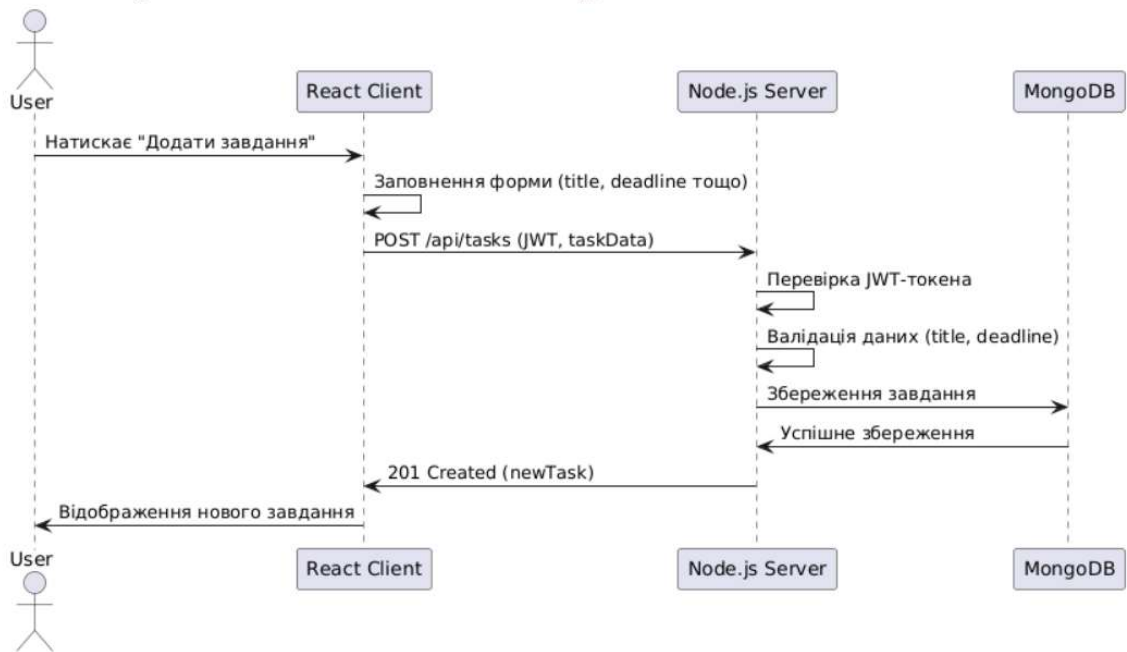 User
React Client
Node.js Server
MongoDB
Натискає "Додати завдання"
Заповнення форми (title, deadline тощо)
POST /api/tasks (JWT, taskData)
Перевірка JWT-токена
Валідація даних (title, deadline)
Збереження завдання
Успішне збереження
201 Created (newTask)
Відображення нового завдання
User
React Client
Node.js Server
MongoDB